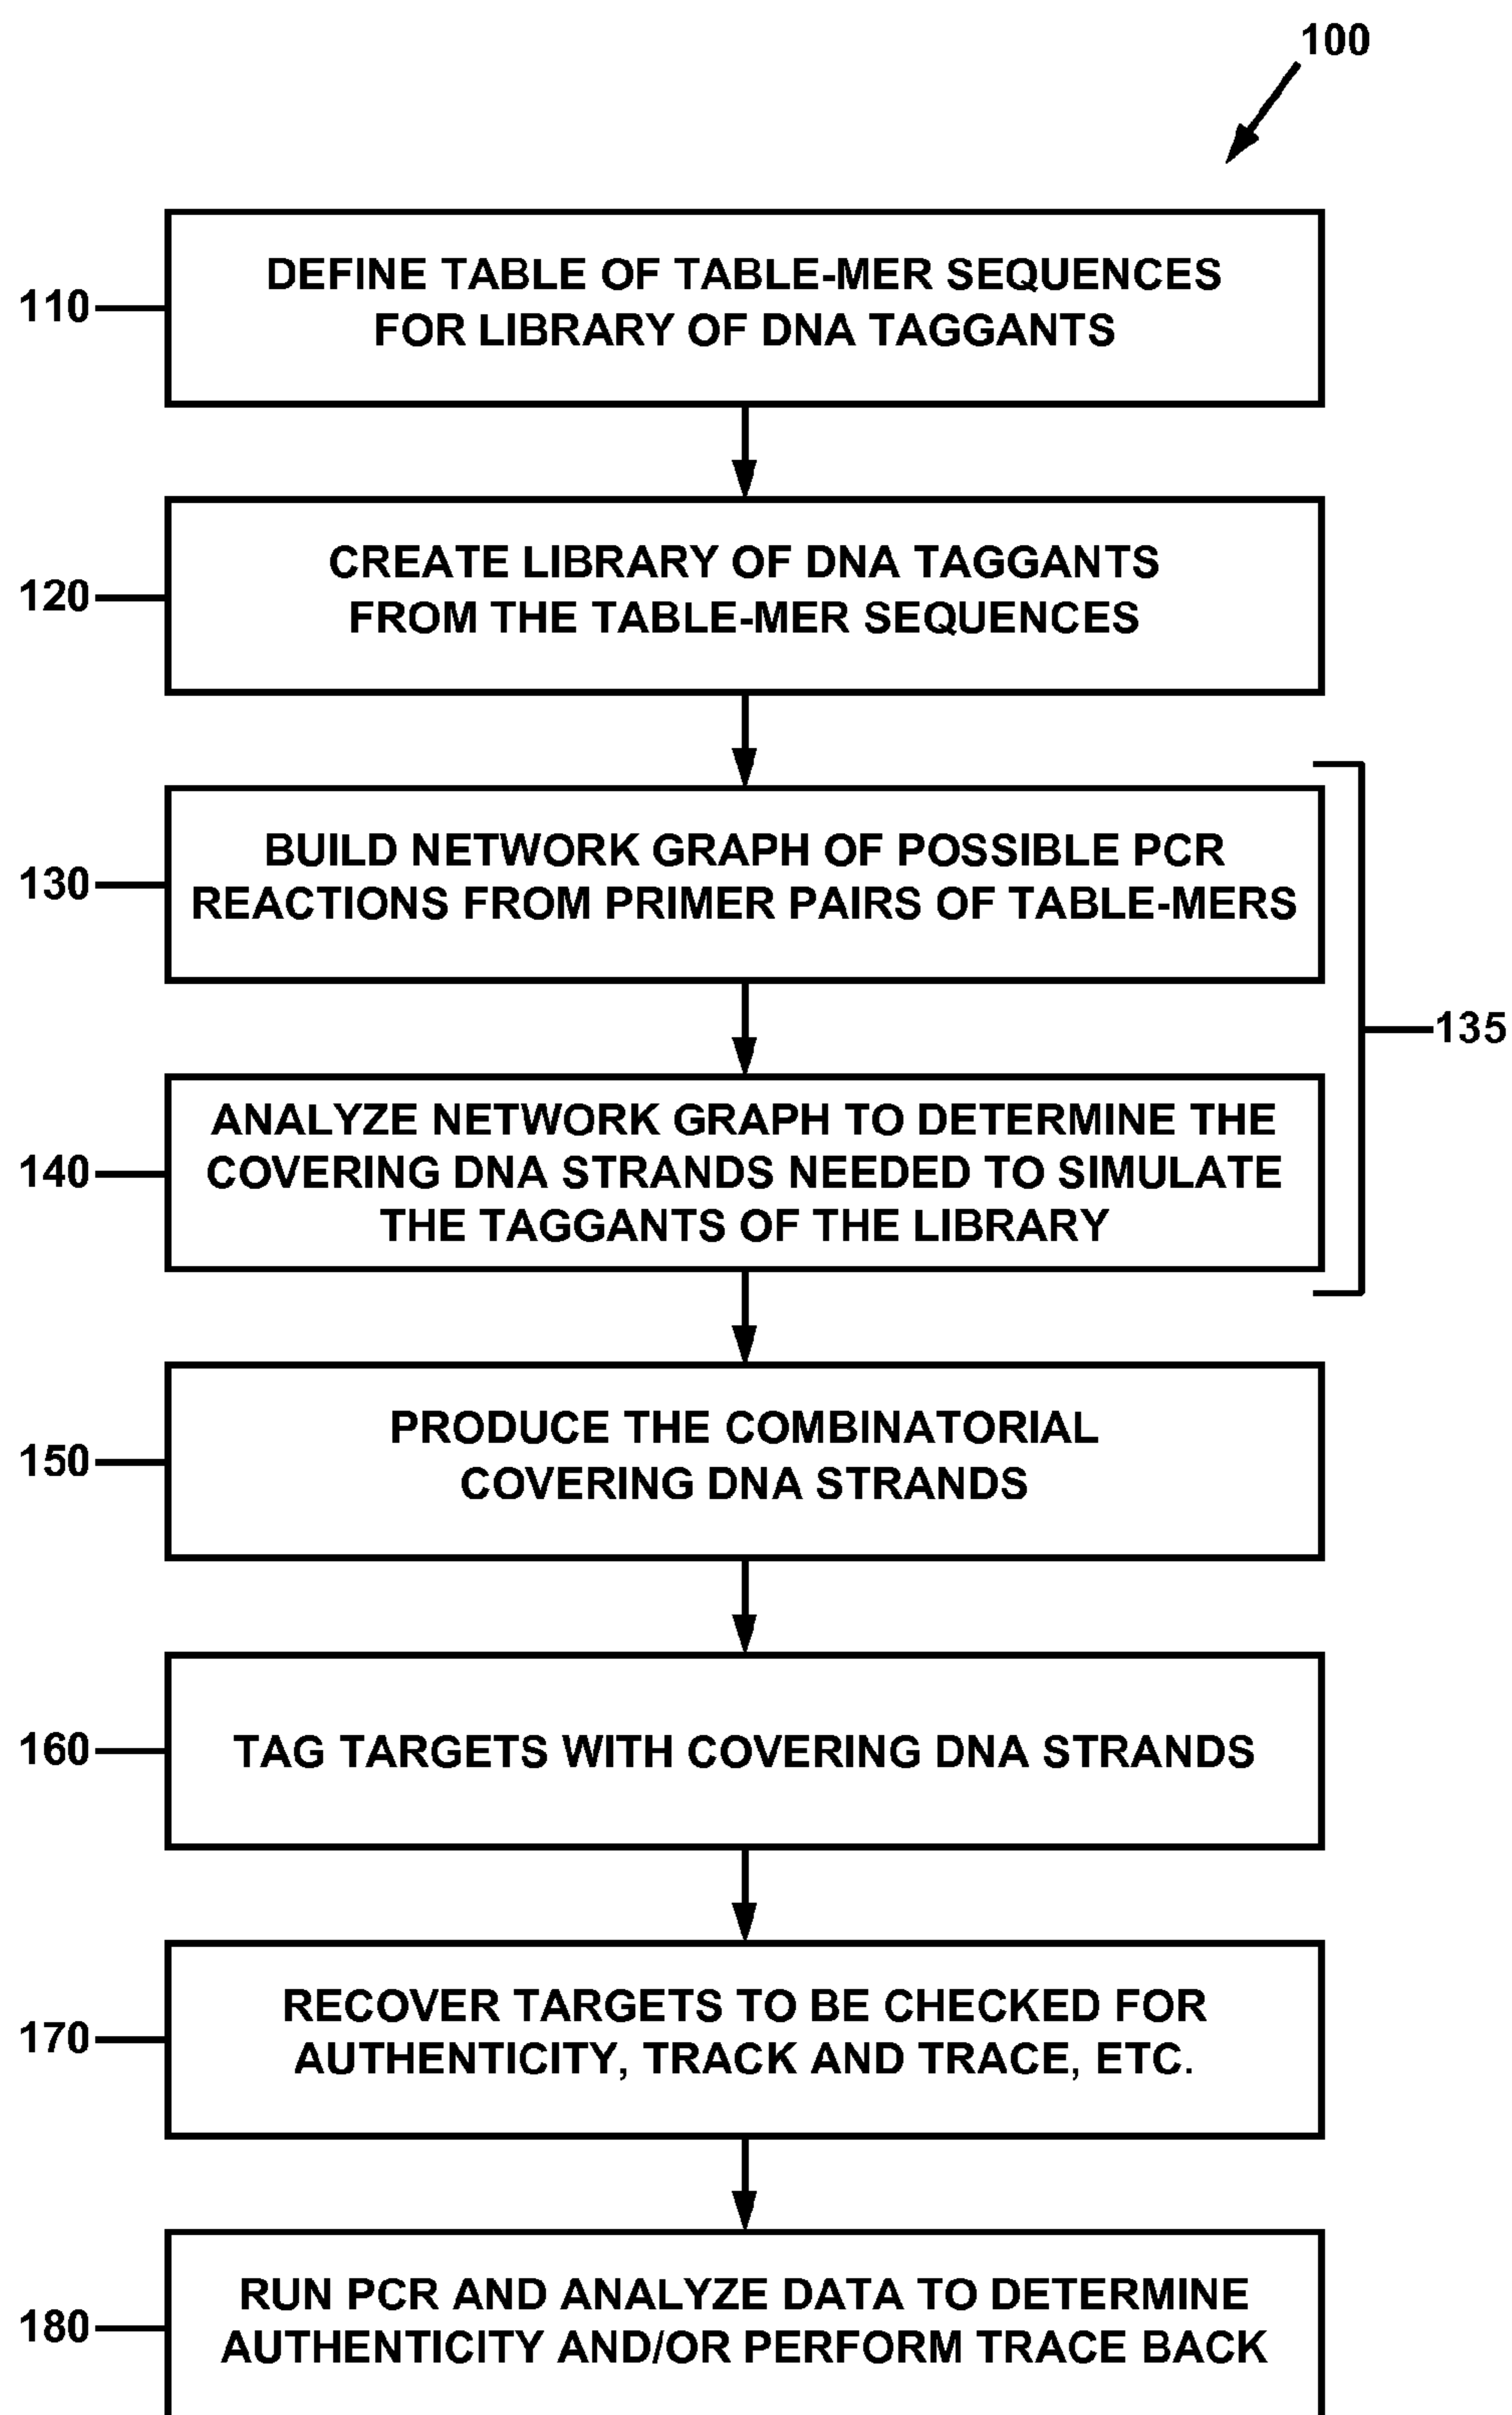 100
110
DEFINE TABLE OF TABLE-MER SEQUENCES
FOR LIBRARY OF DNA TAGGANTS
120
CREATE LIBRARY OF DNA TAGGANTS
FROM THE TABLE-MER SEQUENCES
130
BUILD NETWORK GRAPH OF POSSIBLE PCR
REACTIONS FROM PRIMER PAIRS OF TABLE-MERS
135
140
ANALYZE NETWORK GRAPH TO DETERMINE THE
COVERING DNA STRANDS NEEDED TO SIMULATE
THE TAGGANTS OF THE LIBRARY
150
PRODUCE THE COMBINATORIAL
COVERING DNA STRANDS
160
TAG TARGETS WITH COVERING DNA STRANDS
170
RECOVER TARGETS TO BE CHECKED FOR
AUTHENTICITY, TRACK AND TRACE, ETC.
180
RUN PCR AND ANALYZE DATA TO DETERMINE
AUTHENTICITY AND/OR PERFORM TRACE BACK